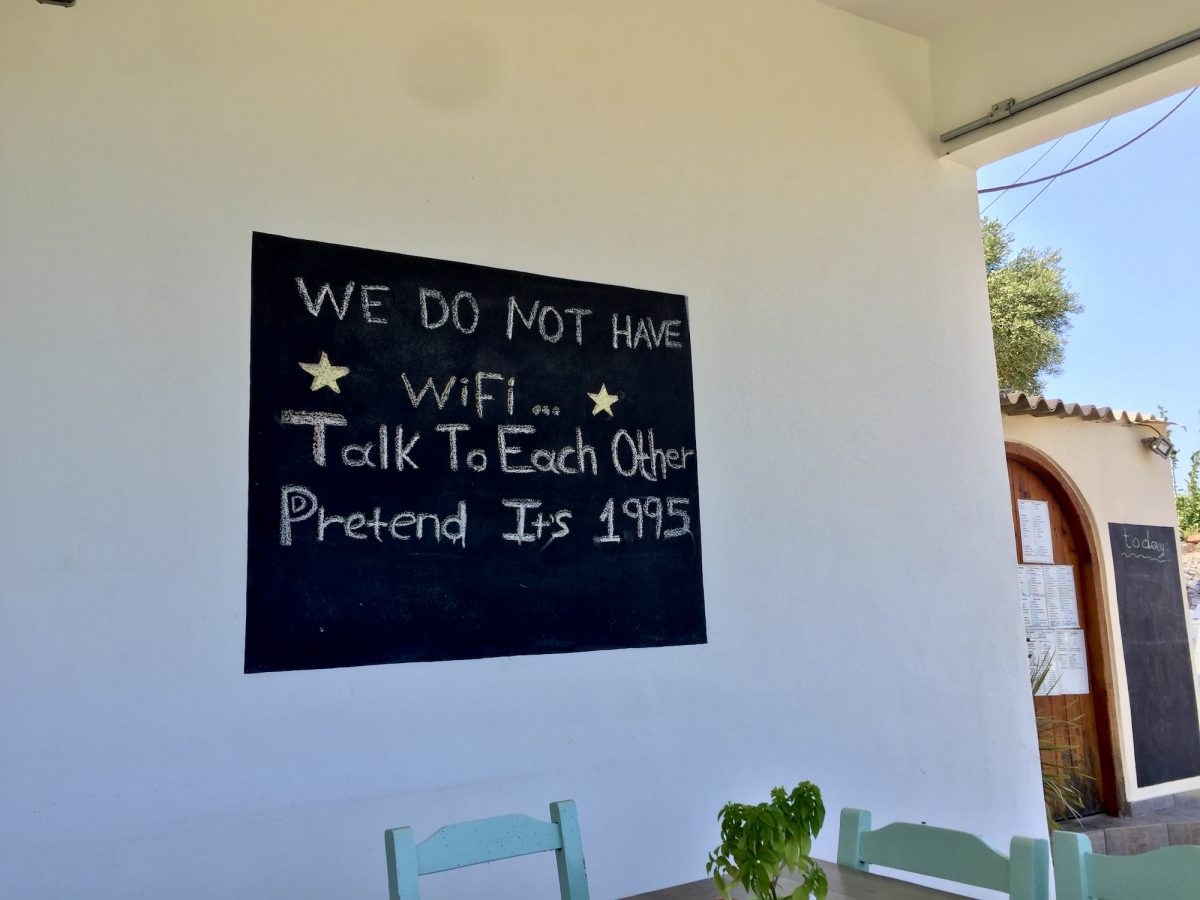 WE DO NOT HAVE
WiFi...
Talk To Each Other
Pretend It's 1995
today: